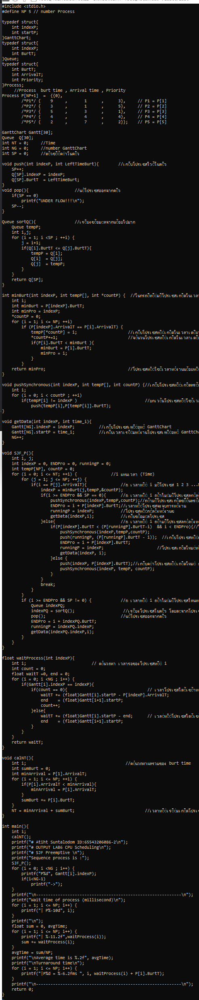 #include <stdio.h>
#define NP 5 // number Process

typedef struct{
    int indexP;
    int startP;
}GanttChart;
typedef struct{
    int indexP;
    int BurtT;
}Queue;
typedef struct{
    int BurtT;
    int ArrivalT;
    int Priority;
}Process;
     //Process  burt time , Arrival time , Priority
Process P[NP+1]  =  {{0},
        /*P1*/ {    9     ,       1      ,      3},     // P1 = P[1]
        /*P2*/ {    3     ,       1      ,      5},     // P2 = P[2]
        /*P3*/ {    5     ,       3      ,      1},     // P3 = P[3]
        /*P4*/ {    4     ,       4      ,      4},     // P4 = P[4]
        /*P5*/ {    2     ,       7      ,      2}};    // P5 = P[5]

GanttChart Gantt[30];
Queue  Q[30];
int NT = 0;     //Time
int NG = 0;     //number GanttChart
int SP = 0;     //ตัวชี้ค่าในคิว

void push(int indexP, int LeftTimeBurt){        //เก็บโปรเซสไว้ในคิว
    SP++;
    Q[SP].indexP = indexP;
    Q[SP].BurtT  = LeftTimeBurt;
}
void pop(){                   //นำโปรเซสออกจากคิว
    if(SP == 0)
        printf("UNDER FLOW!!!\n");
    SP--;
}

Queue sortQ(){                //เรียงข้อมูลจากน้อยไปมาก
    Queue tempP;
    int i,j;
    for (i = 1; i <SP ; ++i) {
        j = i+1;
        if(Q[i].BurtT <= Q[j].BurtT){
            tempP = Q[i];
            Q[i]  = Q[j];
            Q[j]  = tempP;
        }
    }
    return Q[SP];
}

int minBurt(int indexP, int tempP[], int *countP) {  //ในกรณีที่มีโปรเซสเกิดในเวลา
    int i;
    int minBurt = P[indexP].BurtT;
    int minPro = indexP;
    *countP = 0;
    for (i = 1; i <= NP; ++i)
        if (P[indexP].ArrivalT == P[i].ArrivalT) {
            tempP[*countP] = i;                     //เก็บโปรเซสที่เกิดในเวลาเดีย
            *countP+=1;                             //จำนวนโปรเซสที่เกิดในเวลาเดีย
            if(P[i].BurtT < minBurt ){
                minBurt = P[i].BurtT;
                minPro = i;
            }
        }
    return minPro;                                  //โปรเซสที่ใช้เวลาทำงานน้อยที่
}

void pushSynchronous(int indexP, int tempP[], int countP) {//เก็บโปรเซสที่เกิดพร้
    int i;
    for (i = 0; i < countP ; ++i)
        if(tempP[i] != indexP )                            //ยกเว้นโปรเซสที่ใช้เว
            push(tempP[i],P[tempP[i]].BurtT);
}

void getData(int indexP, int time_i){
    Gantt[NG].indexP = indexP;          //เก็บโปรเซสเพื่อทำ GanttChart
    Gantt[NG].startP = time_i;          //เก็บเวลาเริ่มทำงานโปรเซสเพื่อทำ GanttCha
    NG++;
}

void SJF_P(){
    int i, j;
    int indexP = 0, ENDPro = 0, runningP = 0;
    int tempP[NP], countP = 0;
    for (i = 0; i <= NT; ++i) {              //i แทนเวลา (Time)
        for (j = 1; j <= NP; ++j) {
            if(i == P[j].ArrivalT){              //ณ เวลาที่ i มีโปรเซส 1 2 3 ...
                indexP = minBurt(j,temp,&countP);
                if(i >= ENDPro && SP == 0){      //ณ เวลาที่ i ถ้าไม่มีโปรเซสกำลั
                    pushSynchronous(indexP,temp,countP);//ถ้ามีโปรเซสเกิดขึ้นพร้
                    ENDPro = i + P[indexP].BurtT;//เวลาที่โปรเซสจะจบการทำงาน
                    runningP = indexP;           //โปรเซสที่กำลังทำงาน
                    getData(indexP,i);           //เก็บข้อมูลโปรเซส
                }else{                           //ณ เวลาที่ i ถ้ามีโปรเซสกำลัง
                    if(P[indexP].BurtT < (P[runningP].BurtT-i)  && i < ENDPro){//
                        pushSynchronous(indexP,temp,countP);
                        push(runningP, (P[runningP].BurtT - i));  //เก็บโปรเซสที่
                        ENDPro = i + P[indexP].BurtT;
                        runningP = indexP;                      //โปรเซสเกิดใหม่
                        getData(indexP, i);
                    }else {
                        push(indexP, P[indexP].BurtT);//เก็บค่าโปรเซสที่เกิดใหม่
                        pushSynchronous(indexP, tempP, countP);
                    }
                }
                break;
            }
        }
        if (i >= ENDPro && SP != 0) {            //ณ เวลาที่ i ถ้าไม่มีโปรเซสไหน
            Queue indexPQ;
            indexPQ = sortQ();                    //เรียงโปรเซสในคิว โดยดูจากโปรเซ
            pop();                               //นำโปรเซสออกจากคิว
            ENDPro = i + indexPQ.BurtT;
            runningP = indexPQ.indexP;
            getData(indexPQ.indexP,i);
        }
    }
}

float waitProcess(int indexP){
    int i;                           // คำนวณหา เวลารอของโปรเซสที่ i
    int count = 0;
    float waitT =0, end = 0;
    for (i = 0; i <NG ; i++) {
        if(Gantt[i].indexP == indexP){
            if(count == 0){                                 // เวลาโปรเซสได้เข้า
                waitT += (float)Gantt[i].startP - P[indexP].ArrivalT;
                end    = (float)Gantt[i+1].startP;
                count++;
            }else{
                waitT += (float)Gantt[i].startP - end;      // เวลาที่โปรเซสได้เข
                end    = (float)Gantt[i+1].startP;
            }
        }
    }
    return waitT;
}

void calNT(){
    int i;                                         //คำนวณหาผลรวมของ burt time
    int sumBurt = 0;
    int minArrival = P[1].ArrivalT;
    for (i = 1; i <= NP; ++i) {
        if(P[i].ArrivalT < minArrival){
            minArrival = P[i].ArrivalT;
        }
        sumBurt += P[i].BurtT;
    }
    NT = minArrival + sumBurt;                             //เวลาที่เริ่มเกิดโปรเซ
}

int main(){
    int i;
    calNT();
    printf("# Atiht Suntalodom ID:65543206086-2\n");
    printf("# OUTPUT LAB6 CPU Scheduling\n");
    printf("# SJF Preemptive \n");
    printf("Sequence process is :");
    SJF_P();
    for (i = 0; i <NG ; i++) {
        printf("P%d", Gantt[i].indexP);
        if(i<NG-1)
            printf("->");
    }
    printf("\n------------------------------------------------------------\n");
    printf("Wait time of process (millisecond)\n");
    for (i = 1; i <= NP; i++) {
        printf("| P%-10d", i);
    }
    printf("\n");
    float sum = 0, avgTime;
    for (i = 1; i <= NP; i++) {
        printf("| %-11.2f",waitProcess(i));
        sum += waitProcess(i);
    }
    avgTime = sum/NP;
    printf("\nAverage time is %.2f", avgTime);
    printf("\nTurnaround time\n");
    for (i = 1; i <= NP; i++) {
        printf("|P%d = %-6.2fms ", i, waitProcess(i) + P[i].BurtT);
    }
    printf("\n------------------------------------------------------------\n");
    return 0;
}